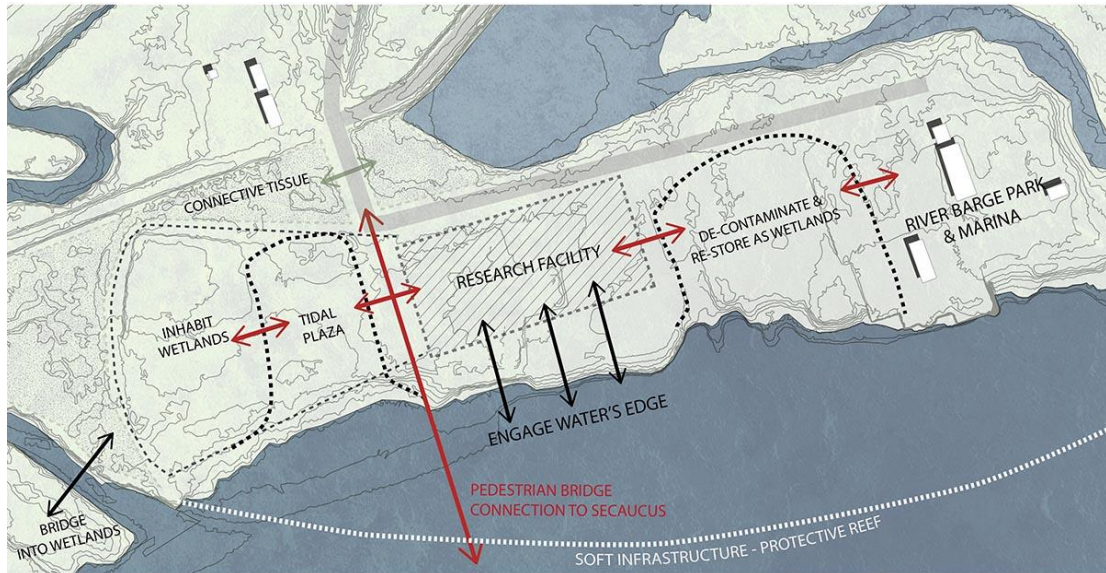 CONNECTIVE TISSUE
INHABIT
WETLANDS
TIDAL
PLAZA
RESEARCH FACILITY
DE-CONTAMINATE &
RE-STORE AS WETLANDS
RIVER BARGE PARK
& MARINA
ENGAGE WATER'S EDGE
BRIDGE
INTO WETLANDS
PEDESTRIAN BRIDGE
CONNECTION TO SECAUCUS
SOFT INFRASTRUCTURE - PROTECTIVE REEF